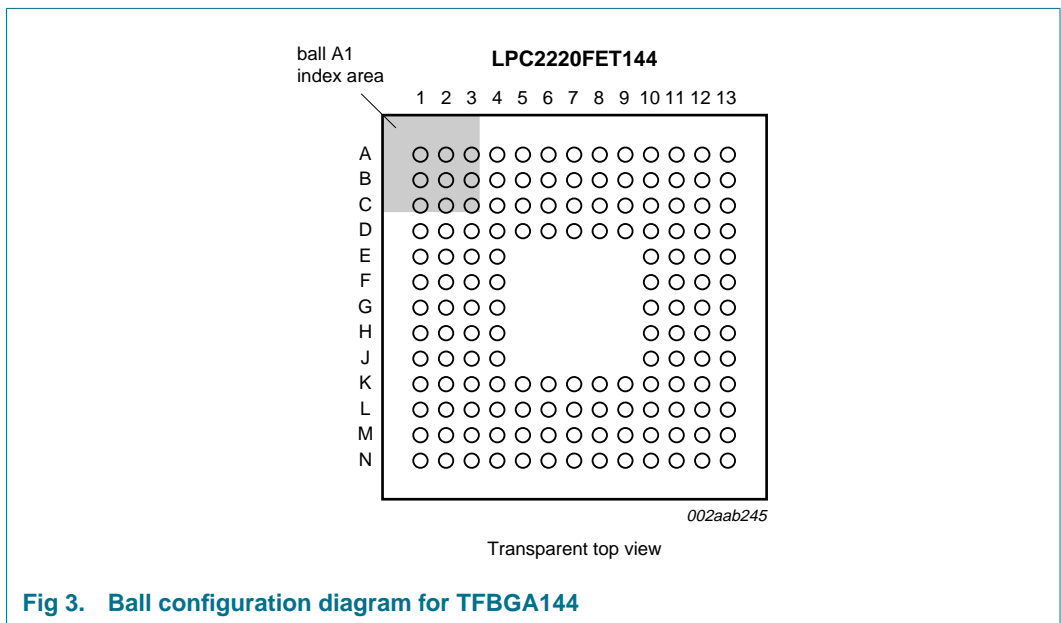 ball A1
index area
LPC2220FET144
1 2 3 4 5 6 7 8 9 10 11 12 13
A
B
C
D
E
F
G
H
J
K
L
M
N
002aab245
Transparent top view
Fig 3. Ball configuration diagram for TFBGA144